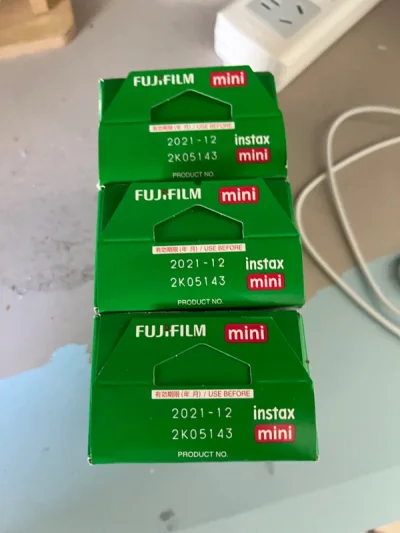 FUJIFILM mini
有効期限(年 月) / USE BEFORE
2021-12 instax
2K05143 mini
PRODUCT NO.
FUJIFILM mini
有効期限(年 月) / USE BEFORE
2021-12 instax
2K05143 mini
PRODUCT NO.
FUJIFILM mini
有効期限(年 月) / USE BEFORE
2021-12 instax
2K05143 mini
PRODUCT NO.